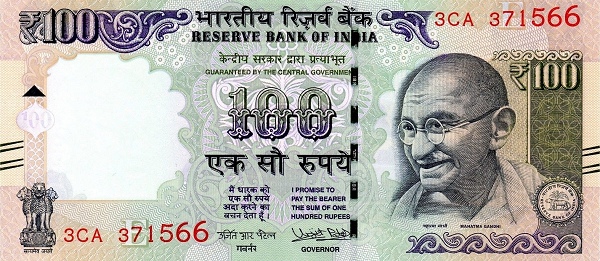 ₹100
भारतीय रिज़र्व बैंक
RESERVE BANK OF INDIA
3CA 371566
केन्द्रीय सरकार द्वारा प्रत्याभूत
GUARANTEED BY THE CENTRAL GOVERNMENT
₹100
100
100
एक सौ रुपये
मैं धारक को
एक सौ रुपये
अदा करने का
वचन देता हूँ।
I PROMISE TO
PAY THE BEARER
THE SUM OF ONE
HUNDRED RUPEES
महात्मा गांधी MAHATMA GANDHI
सत्यमेव जयते
3CA 371566
उर्जित आर पटेल
गवर्नर
GOVERNOR